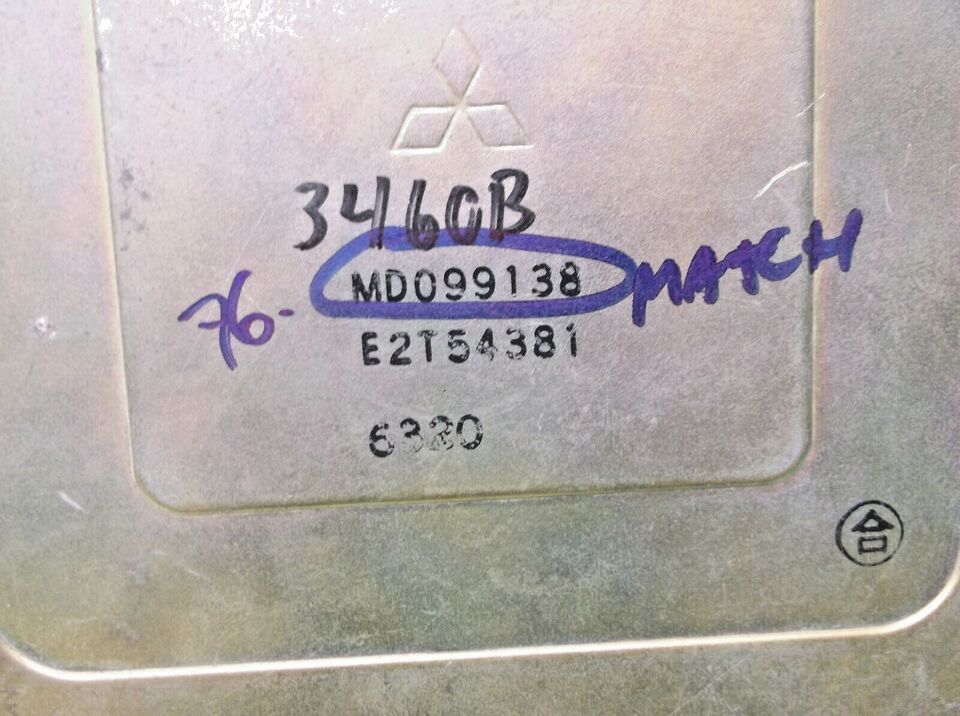 3460B
76- MD099138 MATCH
E2T54381
6320
合